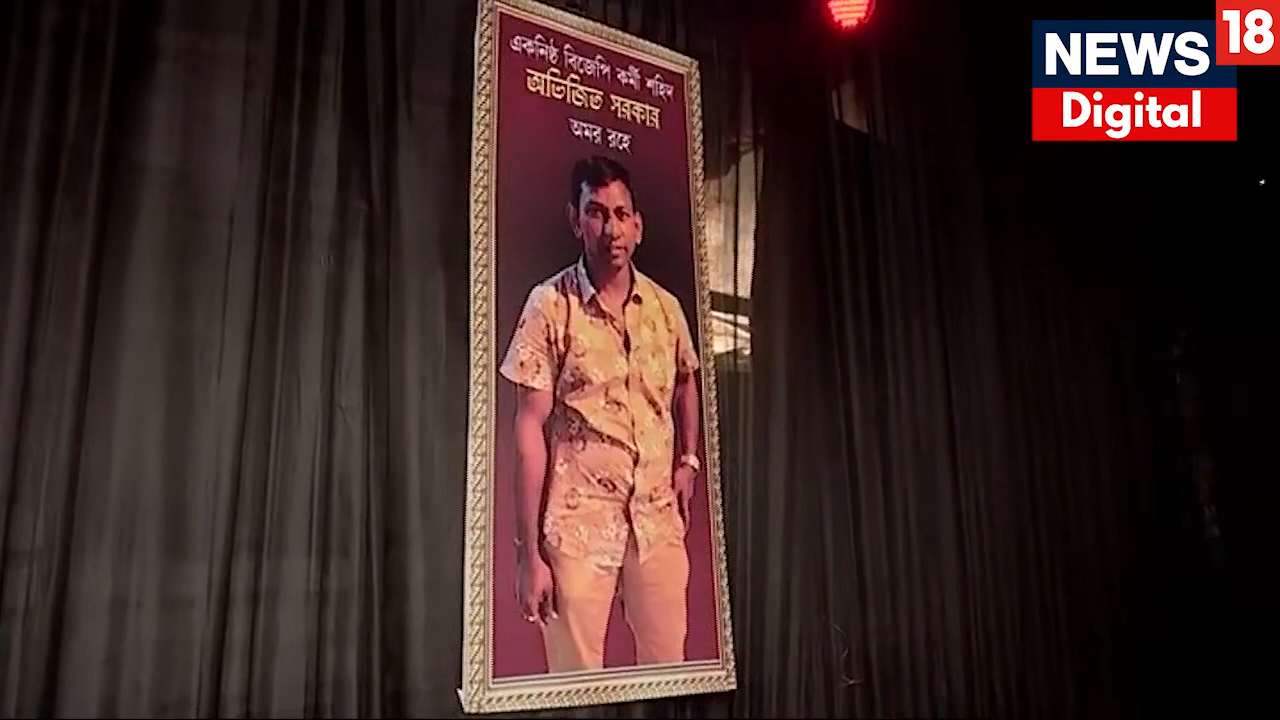 একনিষ্ঠ বিজেপি কর্মী শহিদ
অভিজিত সরকার
অমর রহে
NEWS 18
Digital